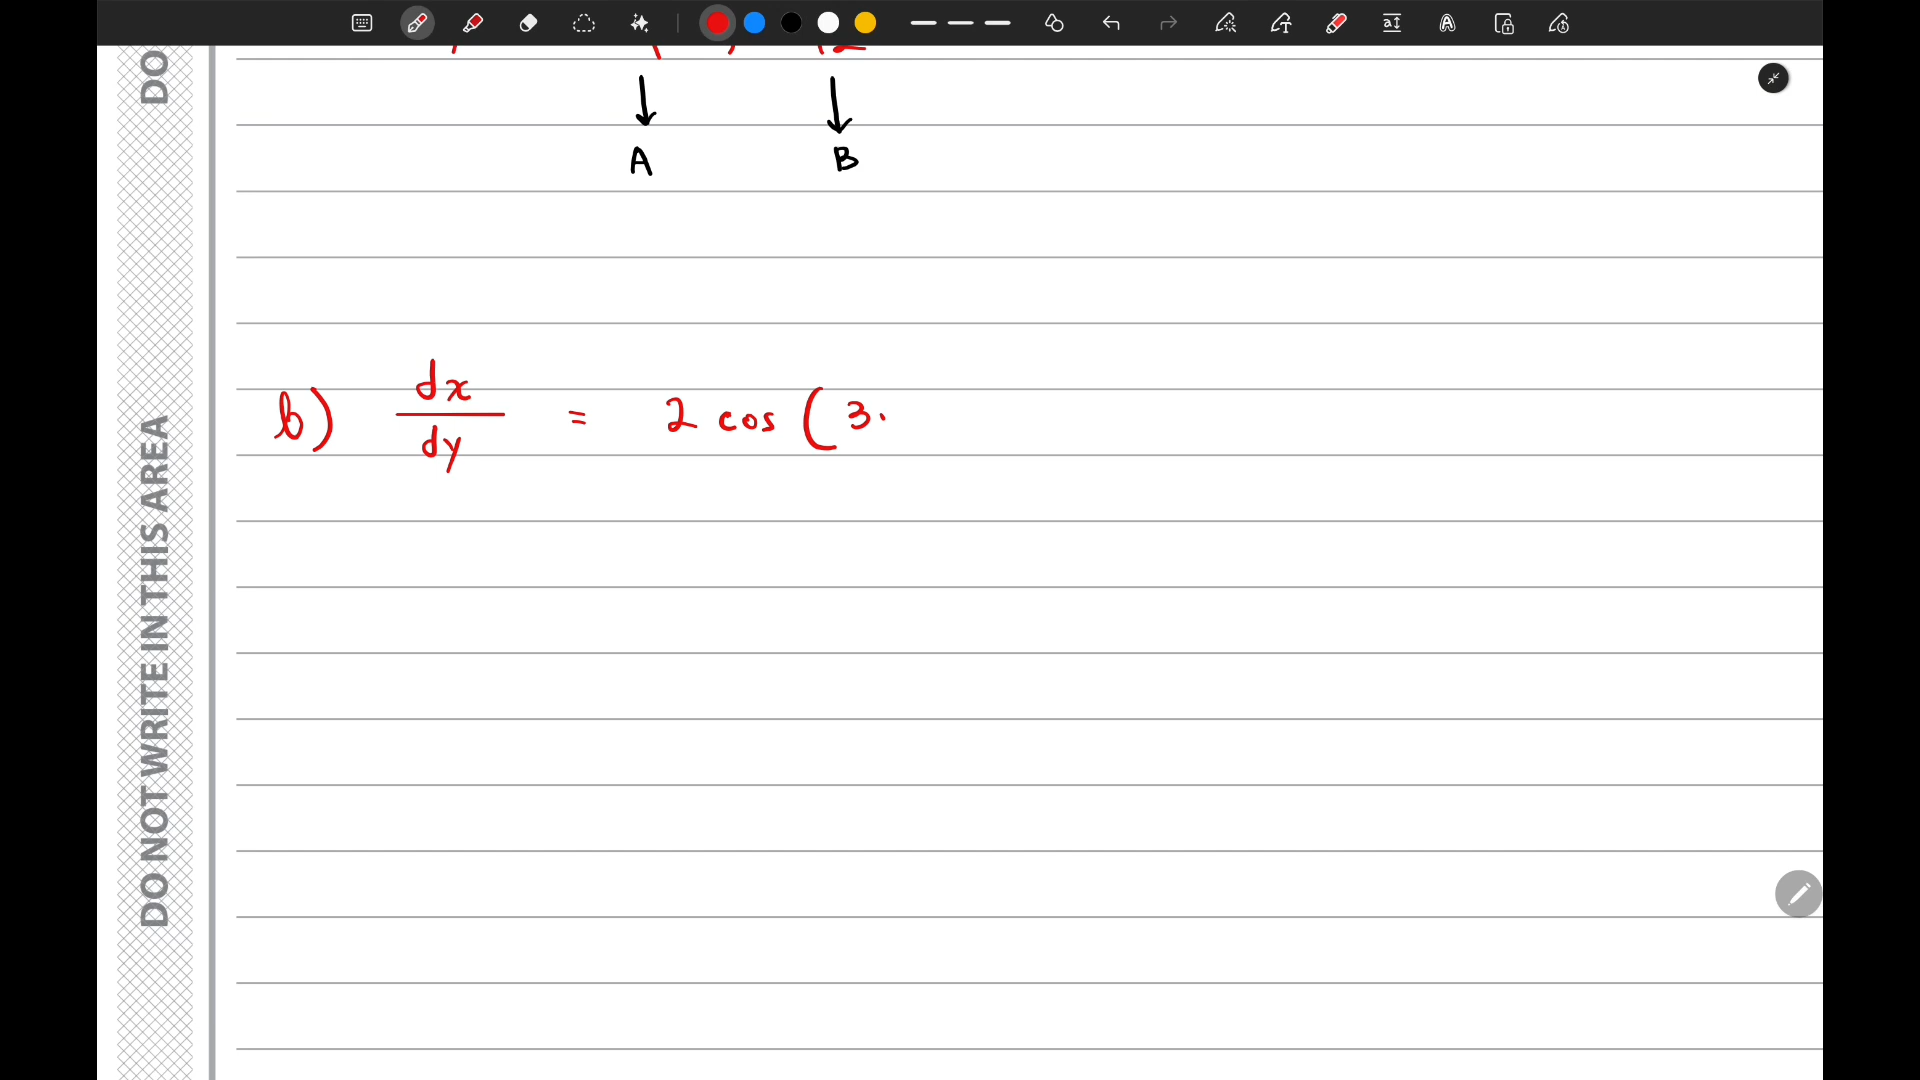 DO
A B
b) dx/dy = 2 cos ( 3
DO NOT WRITE IN THIS AREA